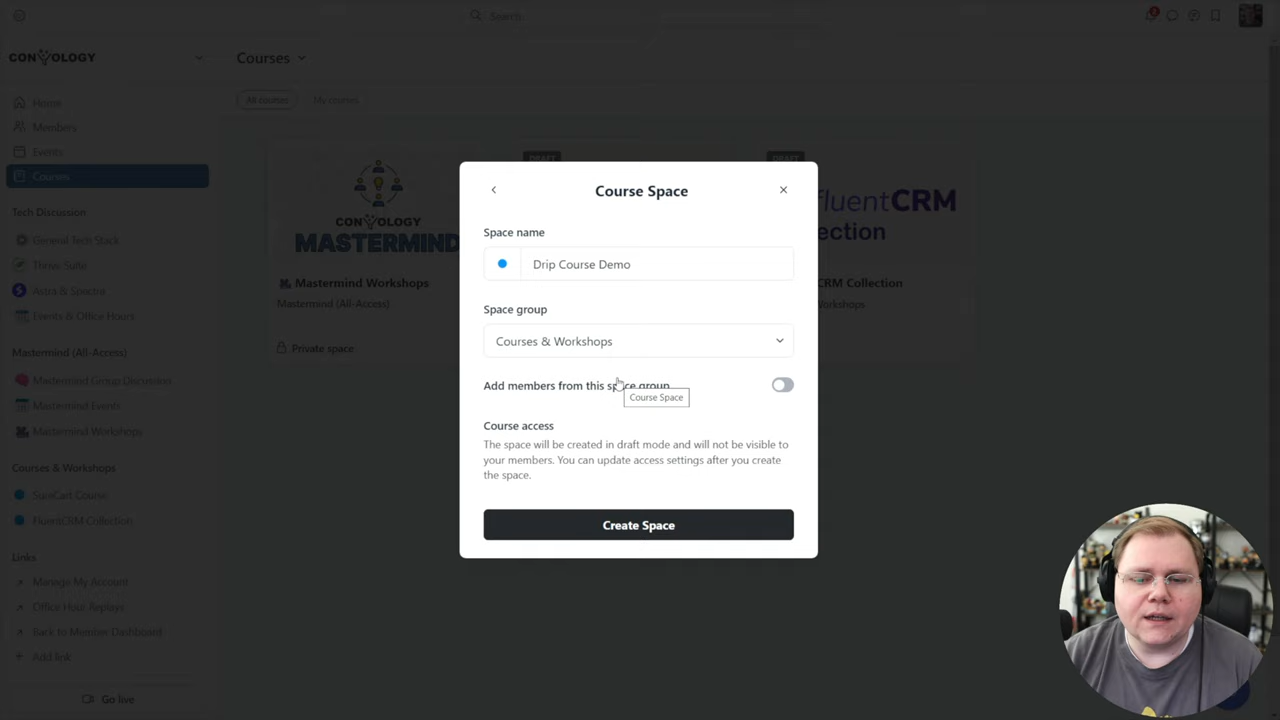 Search
2
CONVOLOGY
Courses
All courses
My courses
Home
Members
Events
Courses
Tech Discussion
General Tech Stack
Thrive Suite
Astra & Spectra
Events & Office Hours
Mastermind (All-Access)
Mastermind Group Discussion
Mastermind Events
Mastermind Workshops
Courses & Workshops
SureCart Course
FluentCRM Collection
Links
Manage My Account
Office Hour Replays
Back to Member Dashboard
Add link
Go live
CONVOLOGY
MASTERMIND
Mastermind Workshops
Mastermind (All-Access)
Private space
DRAFT
DRAFT
fluentCRM
CRM Collection
Course Space
Space name
Drip Course Demo
Space group
Courses & Workshops
Add members from this space group
Course Space
Course access
The space will be created in draft mode and will not be visible to
your members. You can update access settings after you create
the space.
Create Space